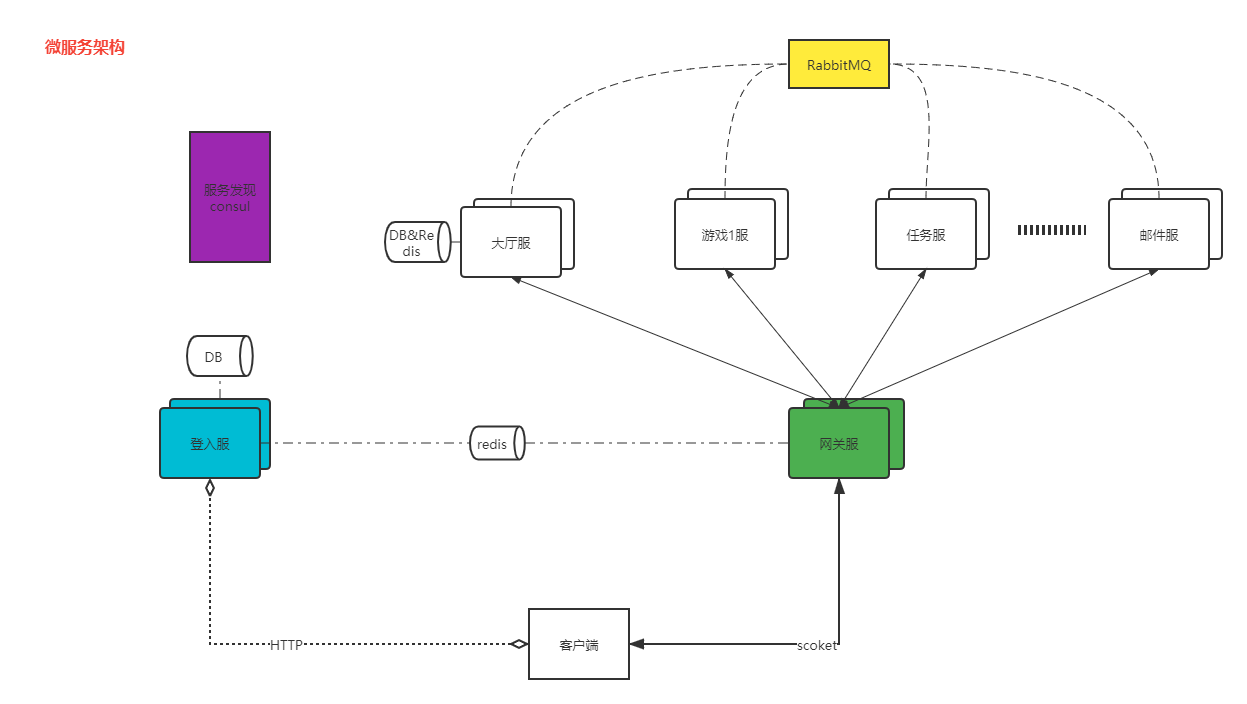 微服务架构
RabbitMQ
服务发现
consul
DB&Re
dis
大厅服
游戏1服
任务服
邮件服
DB
登入服
redis
网关服
HTTP
客户端
scoket